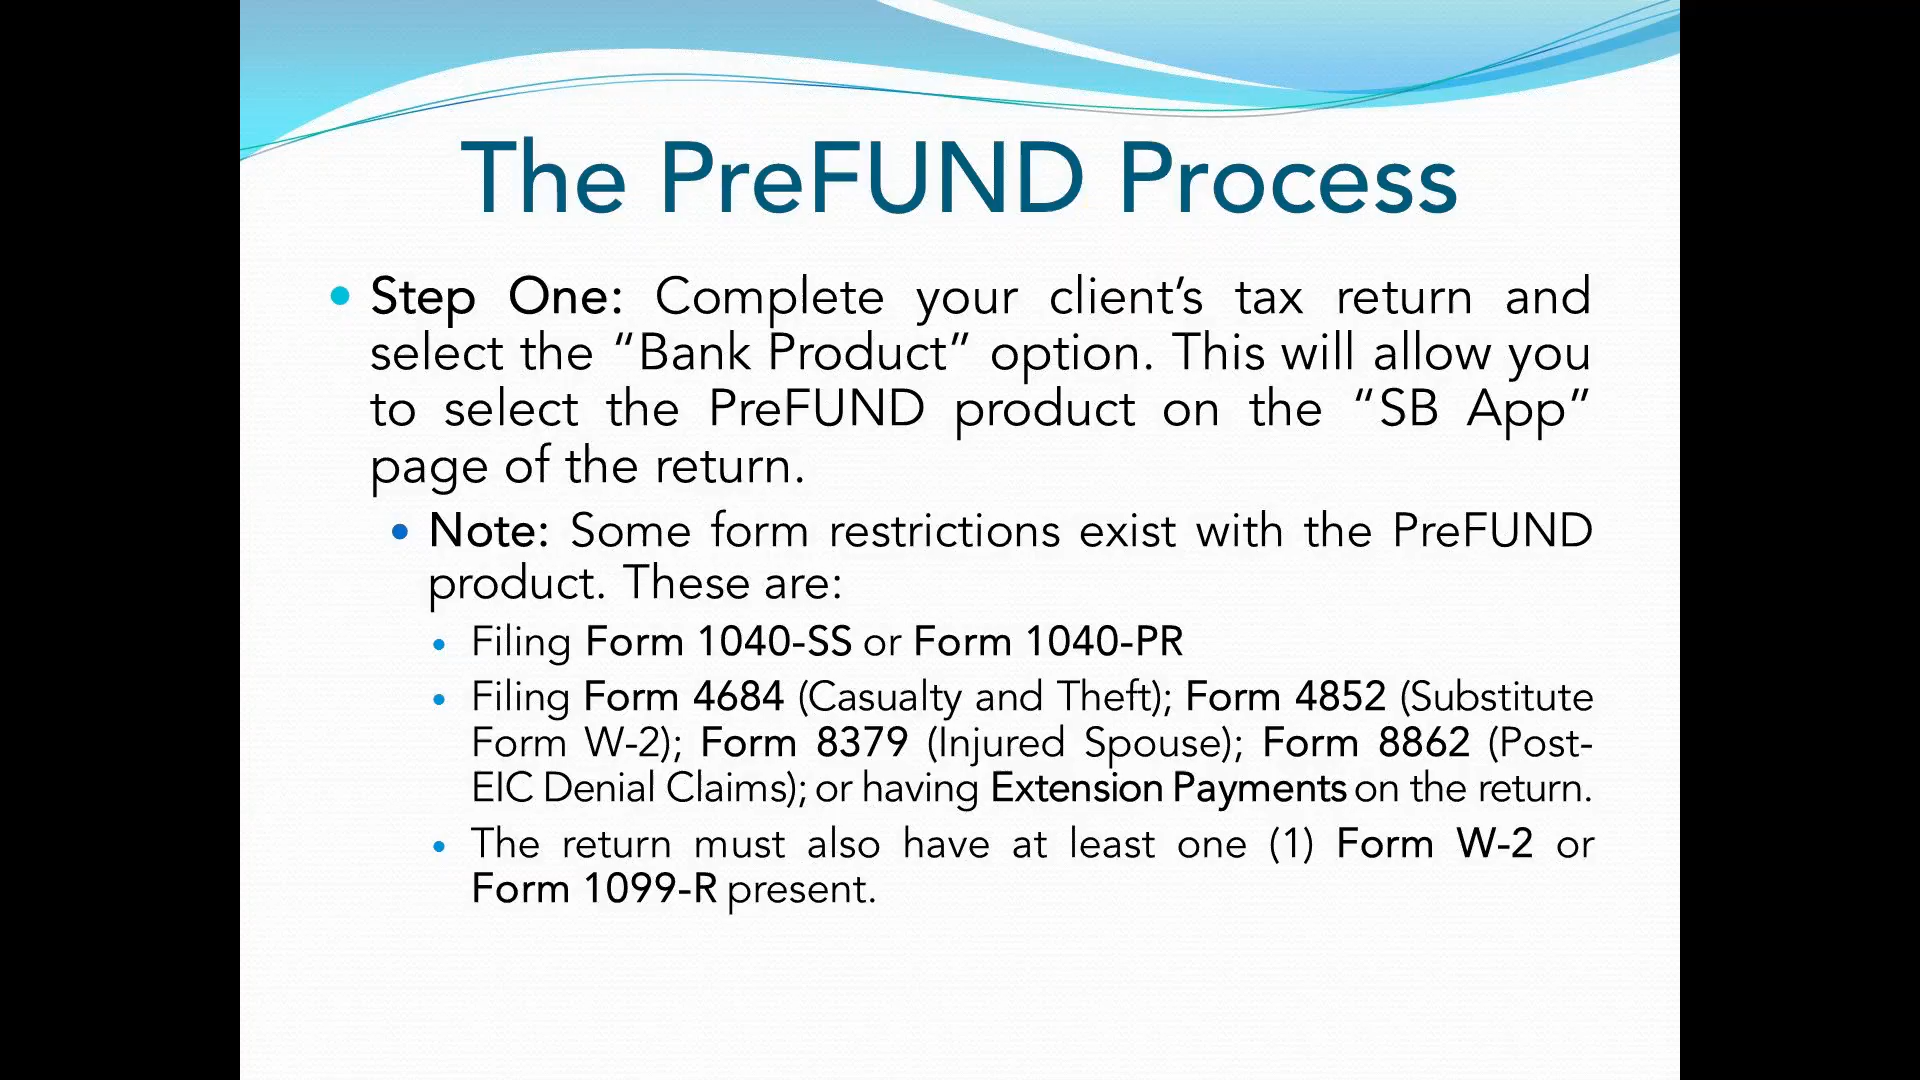 The PreFUND Process
• Step One: Complete your client’s tax return and
select the “Bank Product” option. This will allow you
to select the PreFUND product on the “SB App”
page of the return.
• Note: Some form restrictions exist with the PreFUND
product. These are:
• Filing Form 1040-SS or Form 1040-PR
• Filing Form 4684 (Casualty and Theft); Form 4852 (Substitute
Form W-2); Form 8379 (Injured Spouse); Form 8862 (Post-
EIC Denial Claims); or having Extension Payments on the return.
• The return must also have at least one (1) Form W-2 or
Form 1099-R present.